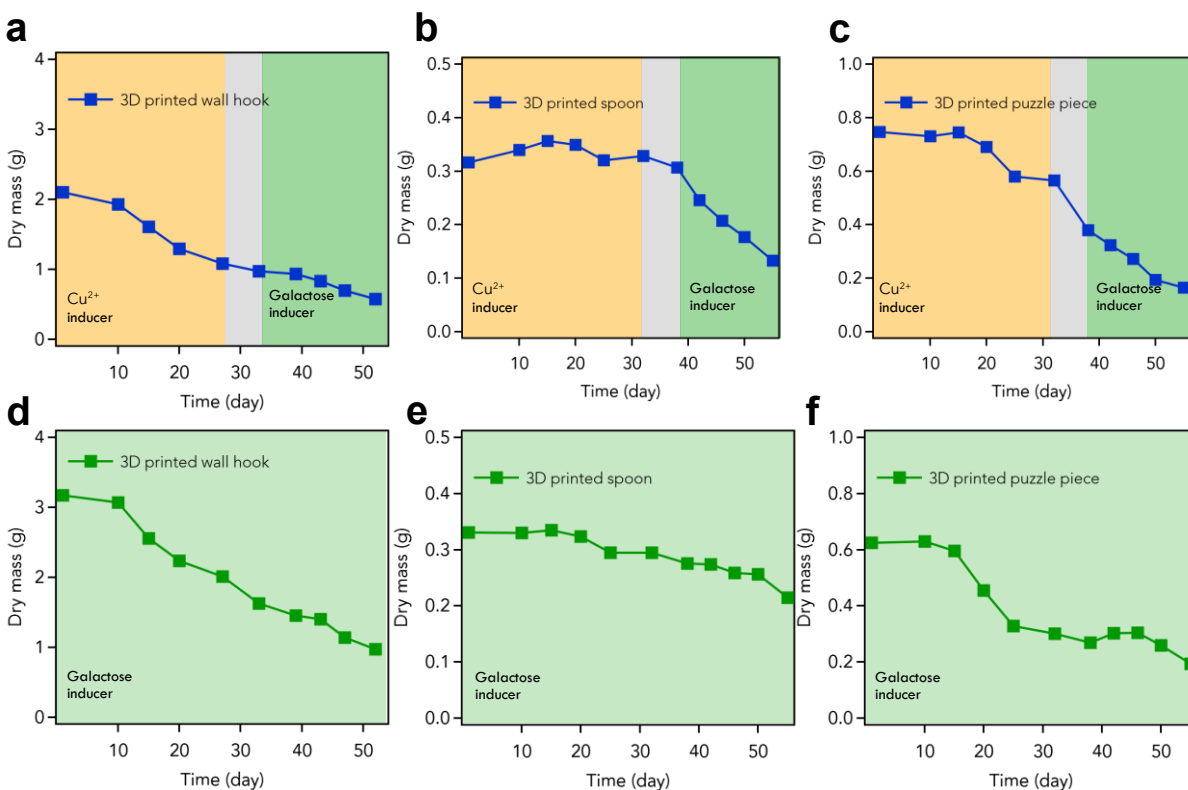 a
4
3
2
1
0
Dry mass (g)
3D printed wall hook
Cu²⁺
inducer
Galactose
inducer
10 20 30 40 50
Time (day)
b
0.5
0.4
0.3
0.2
0.1
0.0
Dry mass (g)
3D printed spoon
Cu²⁺
inducer
Galactose
inducer
10 20 30 40 50
Time (day)
c
1.0
0.8
0.6
0.4
0.2
0.0
Dry mass (g)
3D printed puzzle piece
Cu²⁺
inducer
Galactose
inducer
10 20 30 40 50
Time (day)
d
4
3
2
1
0
Dry mass (g)
3D printed wall hook
Galactose
inducer
10 20 30 40 50
Time (day)
e
0.5
0.4
0.3
0.2
0.1
0.0
Dry mass (g)
3D printed spoon
Galactose
inducer
10 20 30 40 50
Time (day)
f
1.0
0.8
0.6
0.4
0.2
0.0
Dry mass (g)
3D printed puzzle piece
Galactose
inducer
10 20 30 40 50
Time (day)